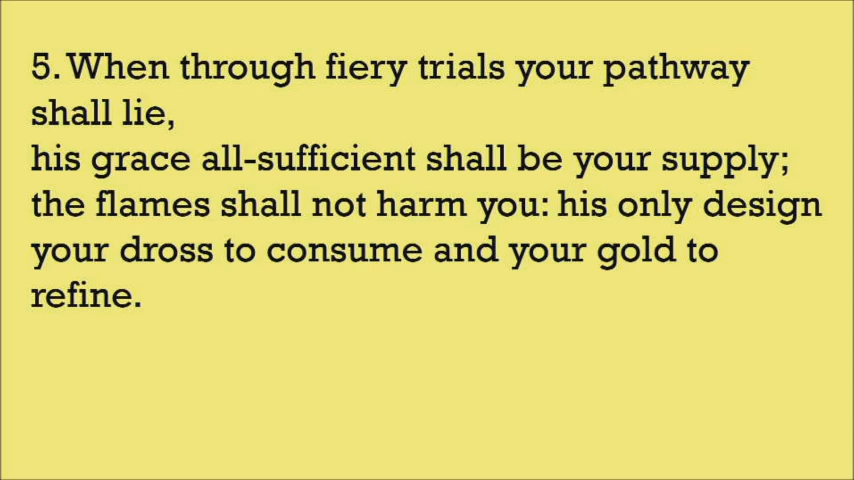 5. When through fiery trials your pathway
shall lie,
his grace all-sufficient shall be your supply;
the flames shall not harm you: his only design
your dross to consume and your gold to
refine.